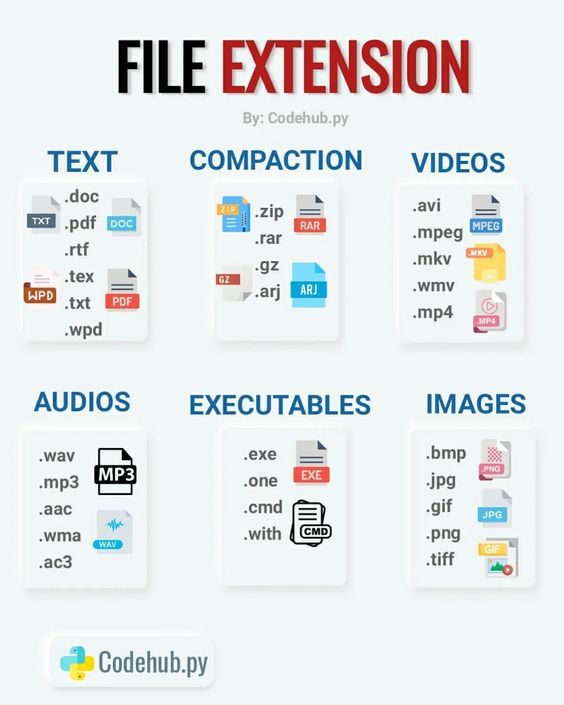 FILE EXTENSION
By: Codehub.py
TEXT
.doc
.pdf
.rtf
.tex
.txt
.wpd
TXT
DOC
WPD
PDF
COMPACTION
.zip
.rar
.gz
.arj
ZIP
RAR
GZ
ARJ
VIDEOS
.avi
.mpeg
.mkv
.wmv
.mp4
MPEG
.MKV
.MP4
AUDIOS
.wav
.mp3
.aac
.wma
.ac3
MP3
WAV
EXECUTABLES
.exe
.one
.cmd
.with
EXE
CMD
IMAGES
.bmp
.jpg
.gif
.png
.tiff
.PNG
JPG
GIF
Codehub.py